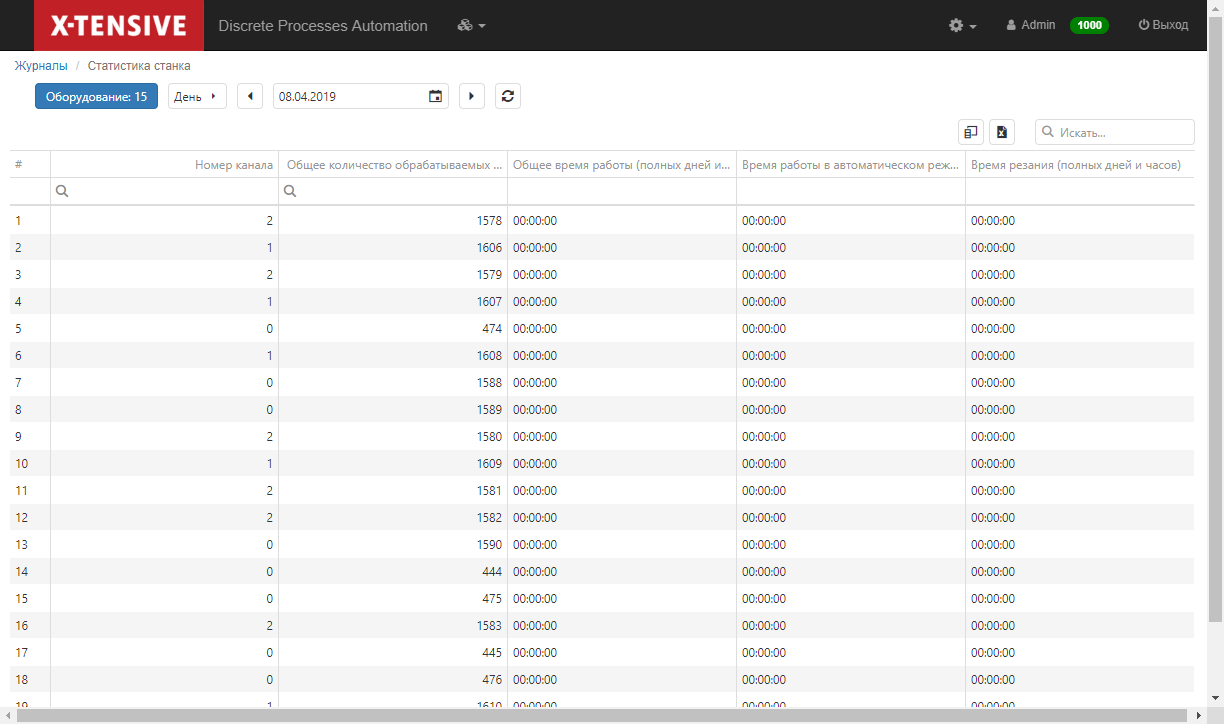 X-TENSIVE Discrete Processes Automation Admin 1000 Выход
Журналы / Статистика станка
Оборудование: 15 День 08.04.2019
Искать...
# Номер канала Общее количество обрабатываемых ... Общее время работы (полных дней и... Время работы в автоматическом реж... Время резания (полных дней и часов)
1 2 1578 00:00:00 00:00:00 00:00:00
2 1 1606 00:00:00 00:00:00 00:00:00
3 2 1579 00:00:00 00:00:00 00:00:00
4 1 1607 00:00:00 00:00:00 00:00:00
5 0 474 00:00:00 00:00:00 00:00:00
6 1 1608 00:00:00 00:00:00 00:00:00
7 0 1588 00:00:00 00:00:00 00:00:00
8 0 1589 00:00:00 00:00:00 00:00:00
9 2 1580 00:00:00 00:00:00 00:00:00
10 1 1609 00:00:00 00:00:00 00:00:00
11 2 1581 00:00:00 00:00:00 00:00:00
12 2 1582 00:00:00 00:00:00 00:00:00
13 0 1590 00:00:00 00:00:00 00:00:00
14 0 444 00:00:00 00:00:00 00:00:00
15 0 475 00:00:00 00:00:00 00:00:00
16 2 1583 00:00:00 00:00:00 00:00:00
17 0 445 00:00:00 00:00:00 00:00:00
18 0 476 00:00:00 00:00:00 00:00:00
19 1 1610 00:00:00 00:00:00 00:00:00